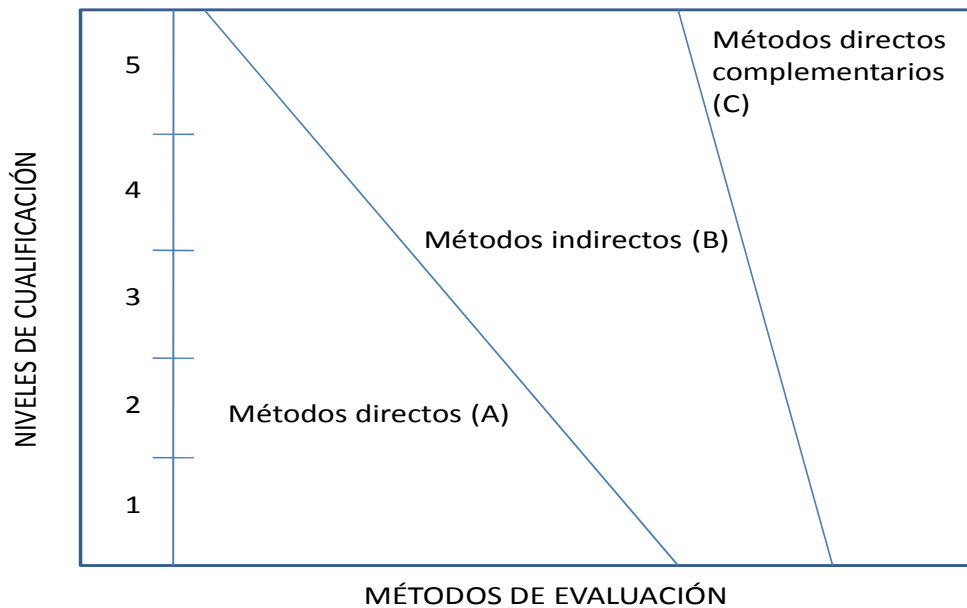 NIVELES DE CUALIFICACIÓN
5
4
3
2
1
Métodos directos
complementarios
(C)
Métodos indirectos (B)
Métodos directos (A)
MÉTODOS DE EVALUACIÓN